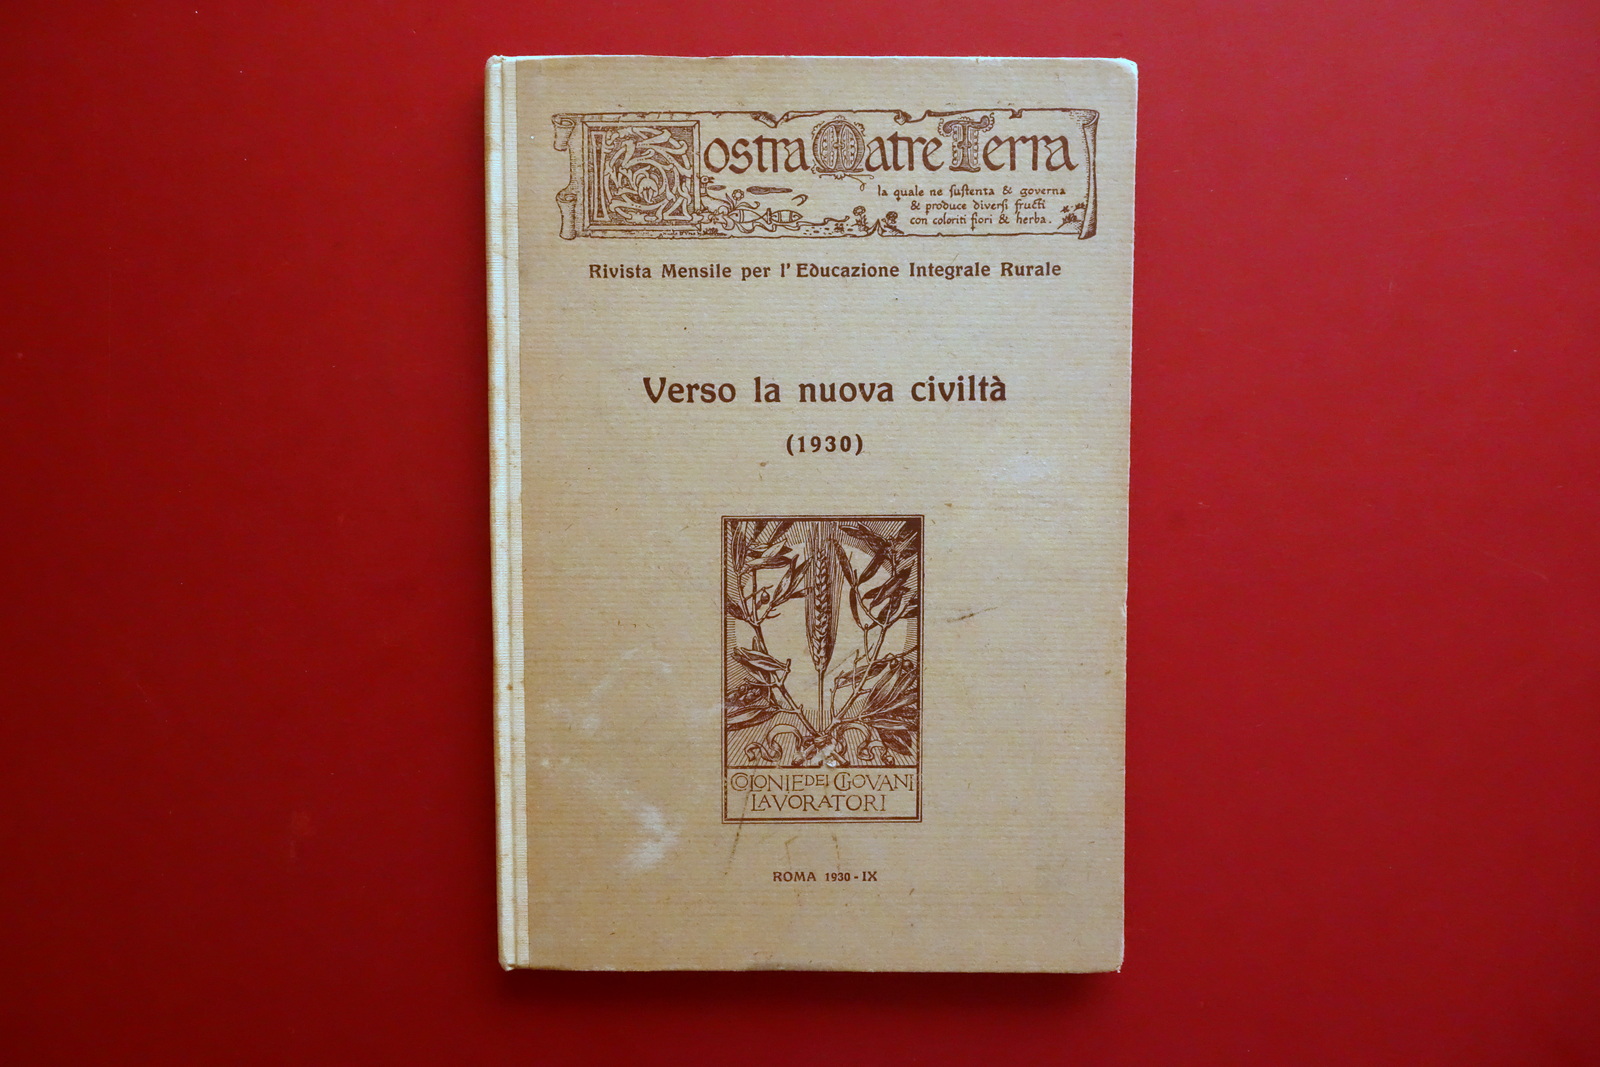 Nostra Matre Terra
la quale ne sustenta & governa
& produce diversi fructi
con coloriti fiori & herba.
Rivista Mensile per l'Educazione Integrale Rurale
Verso la nuova civiltà
(1930)
COLONIE DEI GIOVANI
LAVORATORI
ROMA 1930-IX